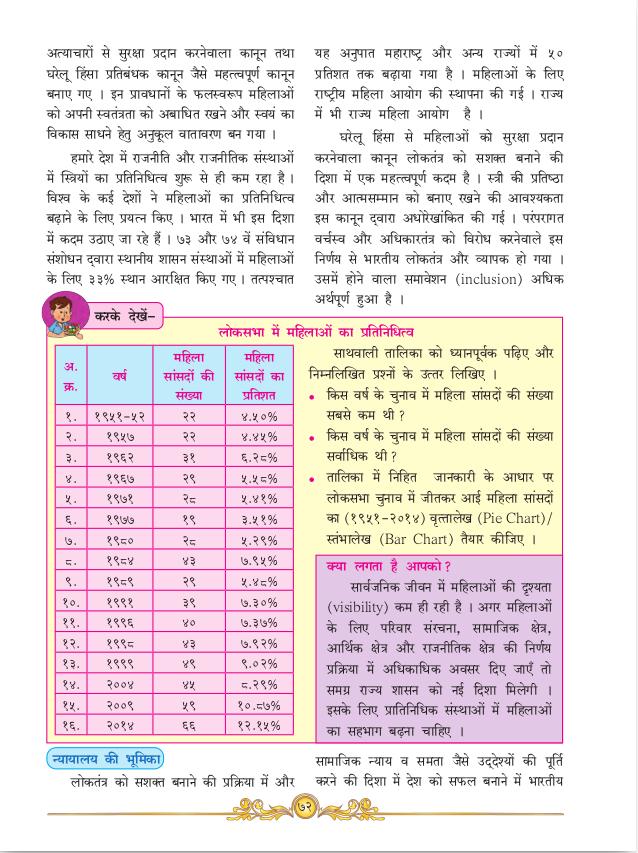 अत्याचारों से सुरक्षा प्रदान करनेवाला कानून तथा
घरेलू हिंसा प्रतिबंधक कानून जैसे महत्त्वपूर्ण कानून
बनाए गए । इन प्रावधानों के फलस्वरूप महिलाओं
को अपनी स्वतंत्रता को अबाधित रखने और स्वयं का
विकास साधने हेतु अनुकूल वातावरण बन गया ।
हमारे देश में राजनीति और राजनीतिक संस्थाओं
में स्त्रियों का प्रतिनिधित्व शुरू से ही कम रहा है ।
विश्व के कई देशों ने महिलाओं का प्रतिनिधित्व
बढ़ाने के लिए प्रयत्न किए । भारत में भी इस दिशा
में कदम उठाए जा रहे हैं । ७३ और ७४ वें संविधान
संशोधन द्वारा स्थानीय शासन संस्थाओं में महिलाओं
के लिए ३३% स्थान आरक्षित किए गए । तत्पश्चात
यह अनुपात महाराष्ट्र और अन्य राज्यों में ५०
प्रतिशत तक बढ़ाया गया है । महिलाओं के लिए
राष्ट्रीय महिला आयोग की स्थापना की गई । राज्य
में भी राज्य महिला आयोग है ।
घरेलू हिंसा से महिलाओं को सुरक्षा प्रदान
करनेवाला कानून लोकतंत्र को सशक्त बनाने की
दिशा में एक महत्त्वपूर्ण कदम है । स्त्री की प्रतिष्ठा
और आत्मसम्मान को बनाए रखने की आवश्यकता
इस कानून द्वारा अधोरेखांकित की गई । परंपरागत
वर्चस्व और अधिकारतंत्र को विरोध करनेवाले इस
निर्णय से भारतीय लोकतंत्र और व्यापक हो गया ।
उसमें होने वाला समावेशन (inclusion) अधिक
अर्थपूर्ण हुआ है ।
करके देखें–
लोकसभा में महिलाओं का प्रतिनिधित्व
अ. क्र. वर्ष महिला सांसदों की संख्या महिला सांसदों का प्रतिशत
१. १९५१-५२ २२ ४.५०%
२. १९५७ २२ ४.४५%
३. १९६२ ३१ ६.२८%
४. १९६७ २९ ५.५८%
५. १९७१ २८ ५.४१%
६. १९७७ १९ ३.५१%
७. १९८० २८ ५.२९%
८. १९८४ ४३ ७.९५%
९. १९८९ २९ ५.४८%
१०. १९९१ ३९ ७.३०%
११. १९९६ ४० ७.३७%
१२. १९९८ ४३ ७.९२%
१३. १९९९ ४९ ९.०२%
१४. २००४ ४५ ८.२९%
१५. २००९ ५९ १०.८७%
१६. २०१४ ६६ १२.१५%
साथवाली तालिका को ध्यानपूर्वक पढ़िए और
निम्नलिखित प्रश्नों के उत्तर लिखिए ।
• किस वर्ष के चुनाव में महिला सांसदों की संख्या
सबसे कम थी ?
• किस वर्ष के चुनाव में महिला सांसदों की संख्या
सर्वाधिक थी ?
• तालिका में निहित जानकारी के आधार पर
लोकसभा चुनाव में जीतकर आई महिला सांसदों
का (१९५१-२०१४) वृत्तालेख (Pie Chart)/
स्तंभालेख (Bar Chart) तैयार कीजिए ।
क्या लगता है आपको ?
सार्वजनिक जीवन में महिलाओं की दृश्यता
(visibility) कम ही रही है । अगर महिलाओं
के लिए परिवार संरचना, सामाजिक क्षेत्र,
आर्थिक क्षेत्र और राजनीतिक क्षेत्र की निर्णय
प्रक्रिया में अधिकाधिक अवसर दिए जाएँ तो
समग्र राज्य शासन को नई दिशा मिलेगी ।
इसके लिए प्रातिनिधिक संस्थाओं में महिलाओं
का सहभाग बढ़ना चाहिए ।
न्यायालय की भूमिका
लोकतंत्र को सशक्त बनाने की प्रक्रिया में और
सामाजिक न्याय व समता जैसे उद्देश्यों की पूर्ति
करने की दिशा में देश को सफल बनाने में भारतीय
७२